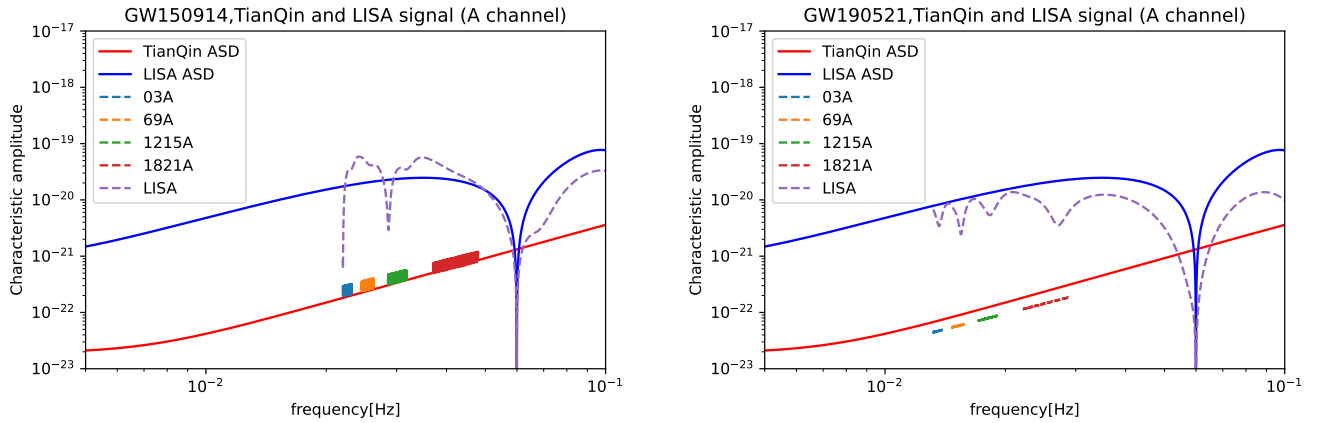 GW150914,TianQin and LISA signal (A channel)
Characteristic amplitude
10⁻¹⁷
10⁻¹⁸
10⁻¹⁹
10⁻²⁰
10⁻²¹
10⁻²²
10⁻²³
TianQin ASD
LISA ASD
03A
69A
1215A
1821A
LISA
10⁻²
10⁻¹
frequency[Hz]
GW190521,TianQin and LISA signal (A channel)
Characteristic amplitude
10⁻¹⁷
10⁻¹⁸
10⁻¹⁹
10⁻²⁰
10⁻²¹
10⁻²²
10⁻²³
TianQin ASD
LISA ASD
03A
69A
1215A
1821A
LISA
10⁻²
10⁻¹
frequency[Hz]